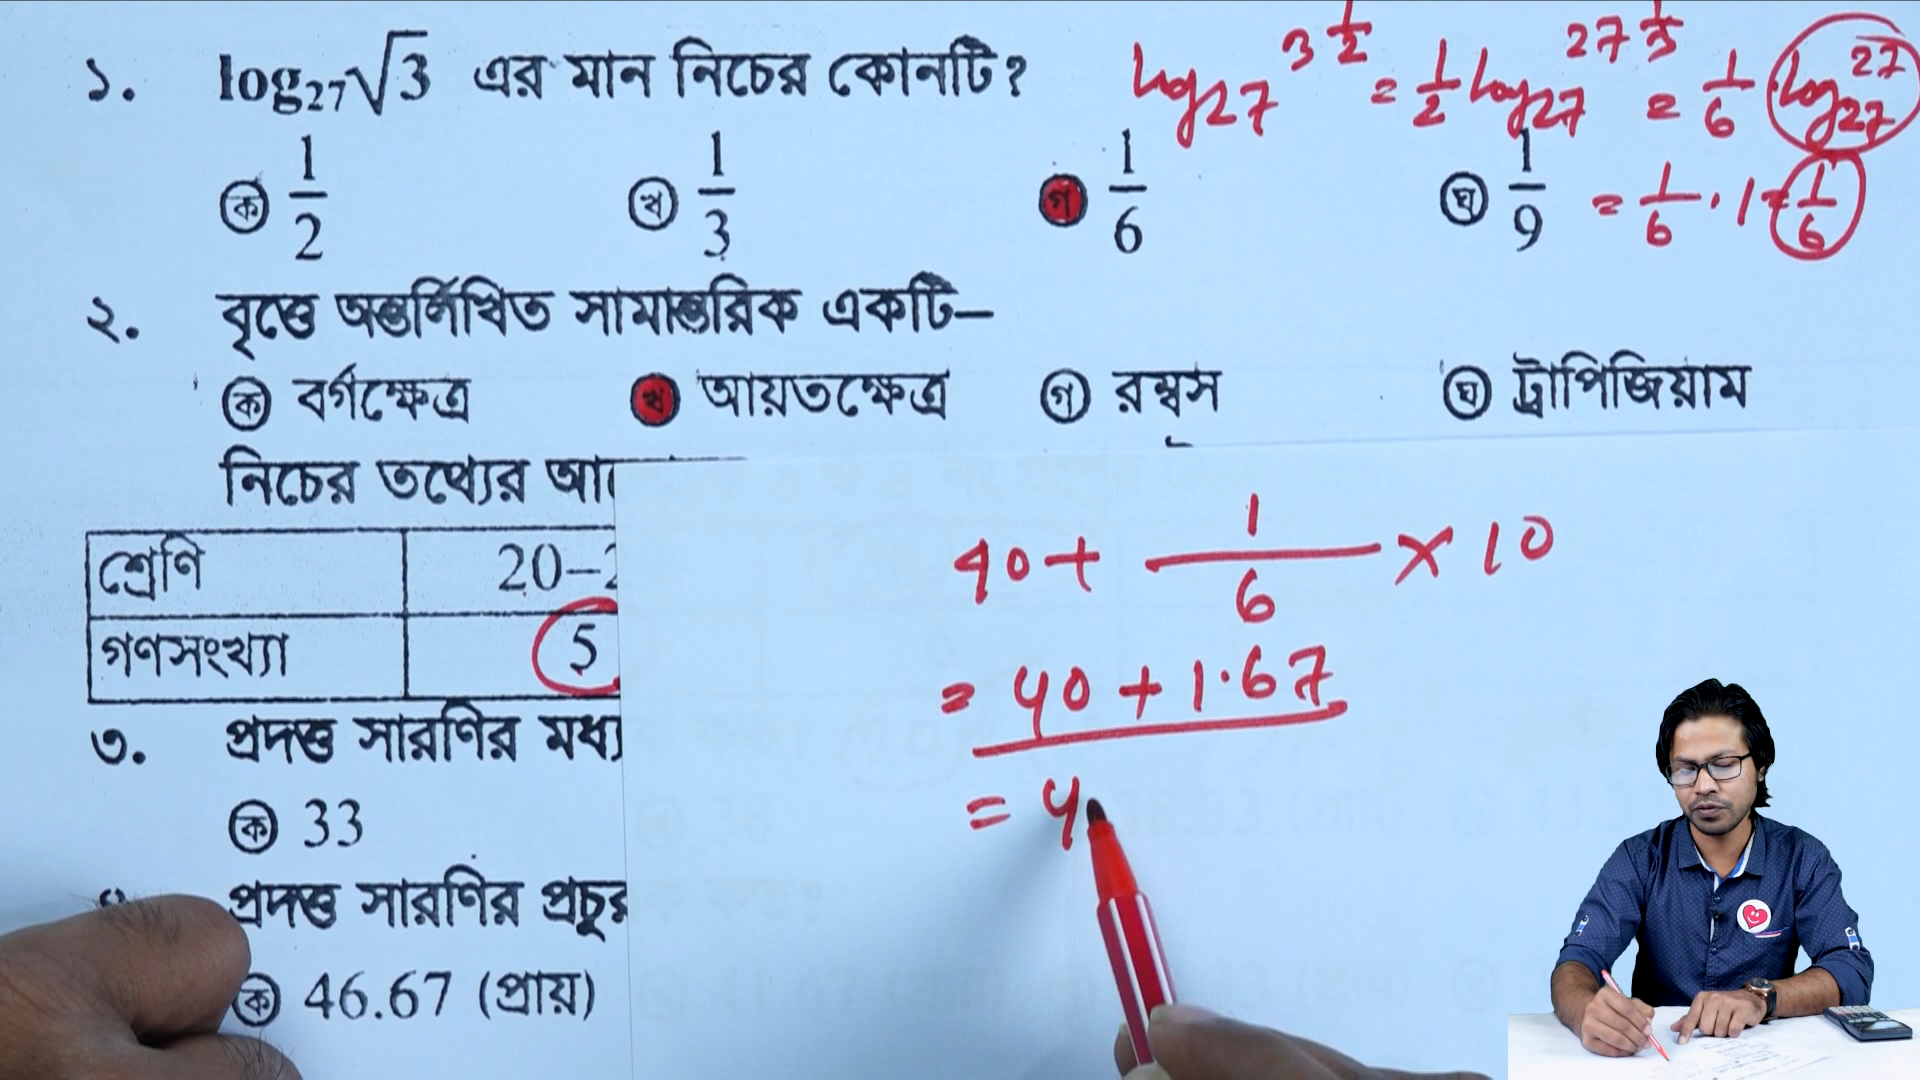 ১. log₂₇√3 এর মান নিচের কোনটি?
log₂₇ 3^(1/2) = 1/2 log₂₇ 27^(1/3) = 1/6 · log₂₇ 27
= 1/6 · 1 = 1/6
ক 1/2 খ 1/3 গ 1/6 ঘ 1/9
২. বৃত্তে অন্তর্লিখিত সামান্তরিক একটি–
ক বর্গক্ষেত্র খ আয়তক্ষেত্র গ রম্বস ঘ ট্রাপিজিয়াম
নিচের তথ্যের
শ্রেণি 20–2
গণসংখ্যা 5
৩. প্রদত্ত সারণির মধ্য
ক 33
প্রদত্ত সারণির প্রচুর
ক 46.67 (প্রায়)
40 + 1/6 × 10
= 40 + 1.67
= 4